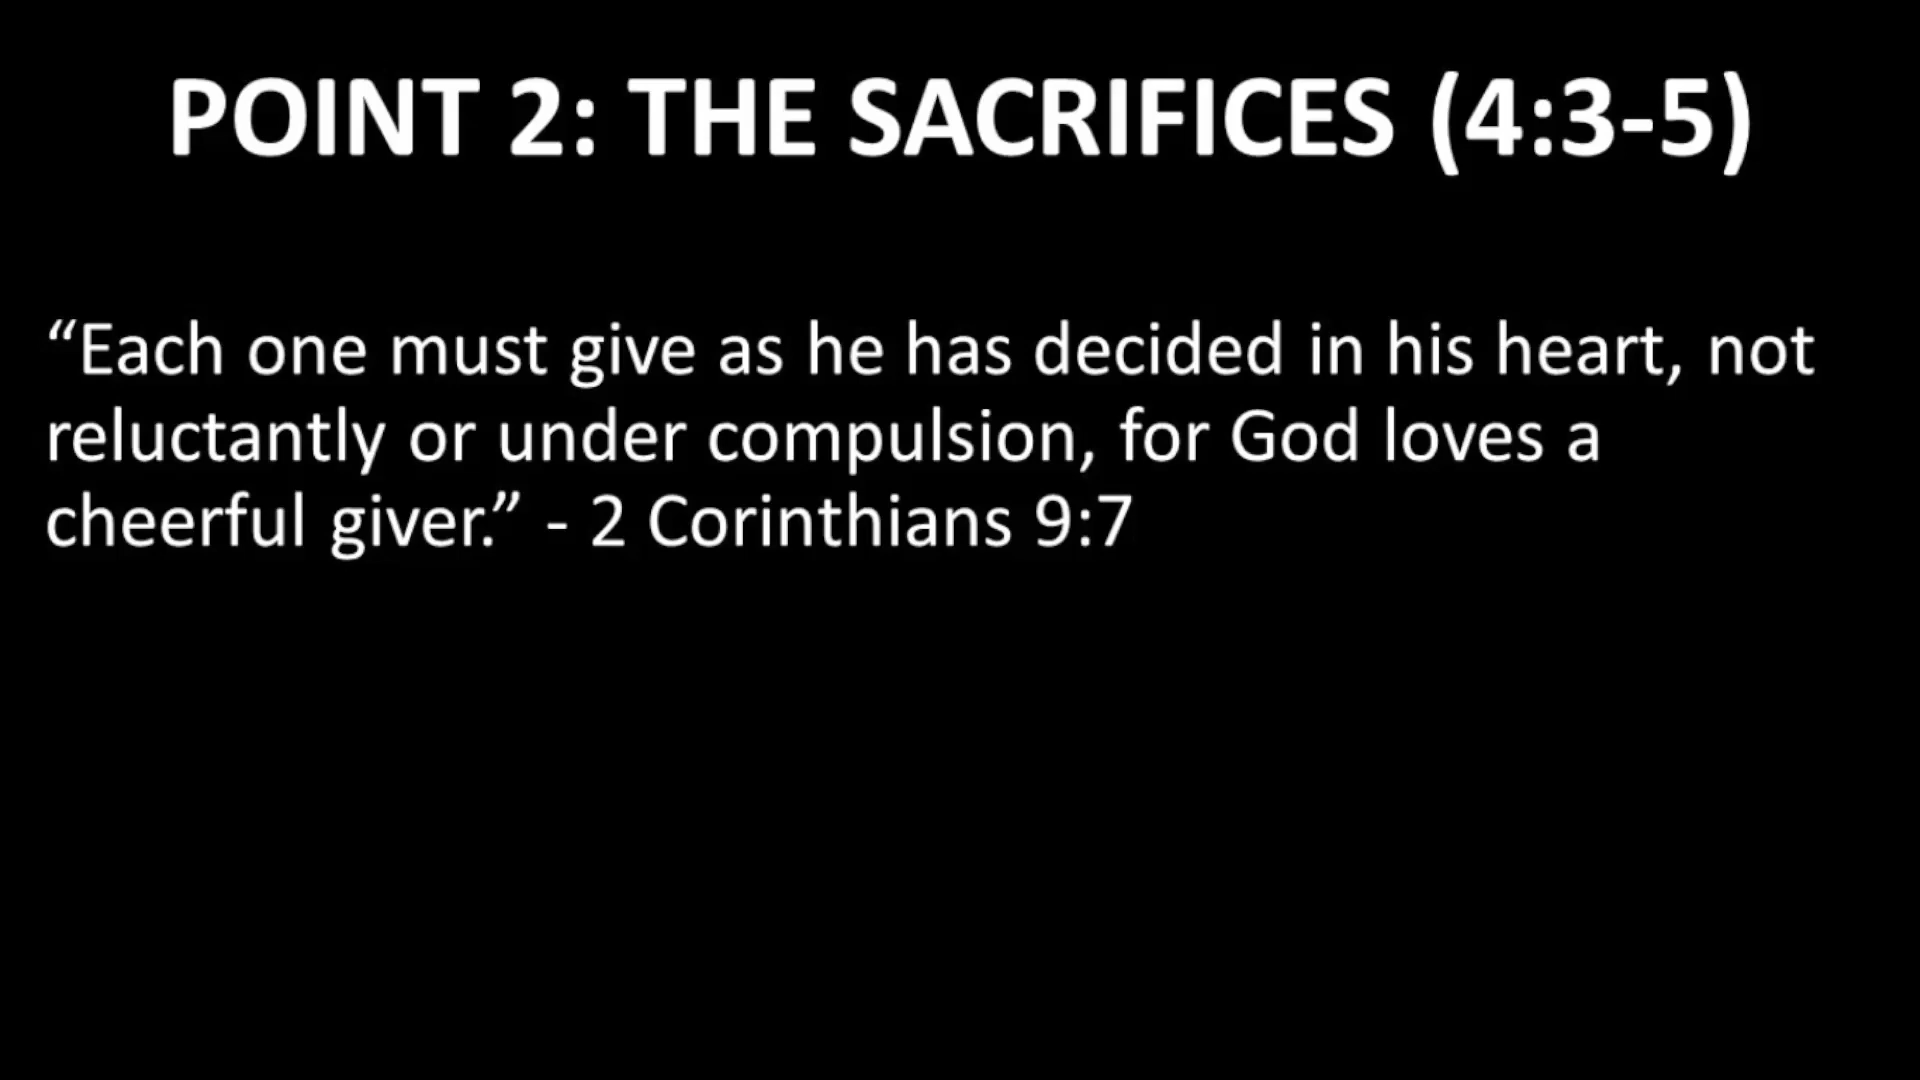 POINT 2: THE SACRIFICES (4:3-5)
“Each one must give as he has decided in his heart, not
reluctantly or under compulsion, for God loves a
cheerful giver.” - 2 Corinthians 9:7